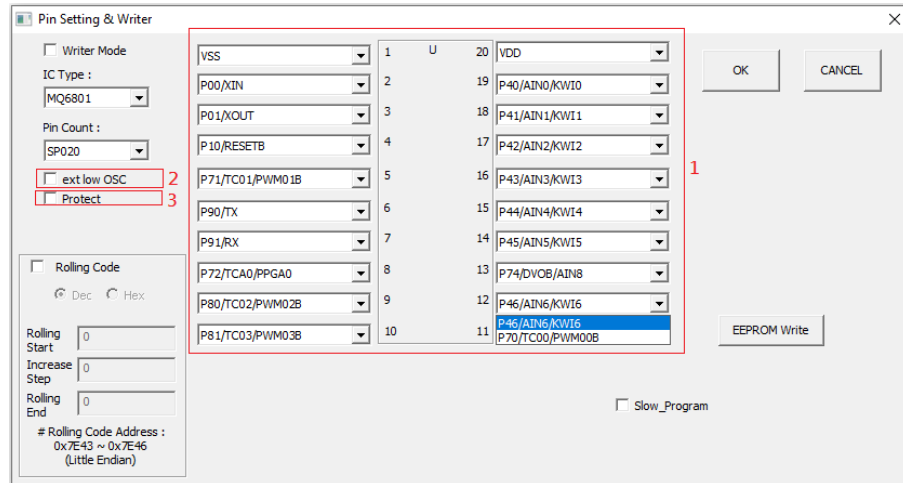 Pin Setting & Writer
Writer Mode
IC Type :
MQ6801
Pin Count :
SPO20
ext low OSC 2
Protect 3
VSS 1 U 20 VDD
P00/XIN 2 19 P40/AIN0/KWI0
P01/XOUT 3 18 P41/AIN1/KWI1
P10/RESETB 4 17 P42/AIN2/KWI2
P71/TC01/PWM01B 5 16 P43/AIN3/KWI3
P90/TX 6 15 P44/AIN4/KWI4
P91/RX 7 14 P45/AIN5/KWI5
P72/TCA0/PPGA0 8 13 P74/DVOB/AIN8
P80/TC02/PWM02B 9 12 P46/AIN6/KWI6
P81/TC03/PWM03B 10 11 P46/AIN6/KWI6
P70/TC00/PWM00B
1
OK CANCEL
Rolling Code
Dec Hex
Rolling Start 0
Increase Step 0
Rolling End 0
# Rolling Code Address :
0x7E43 ~ 0x7E46
(Little Endian)
EEPROM Write
Slow_Program